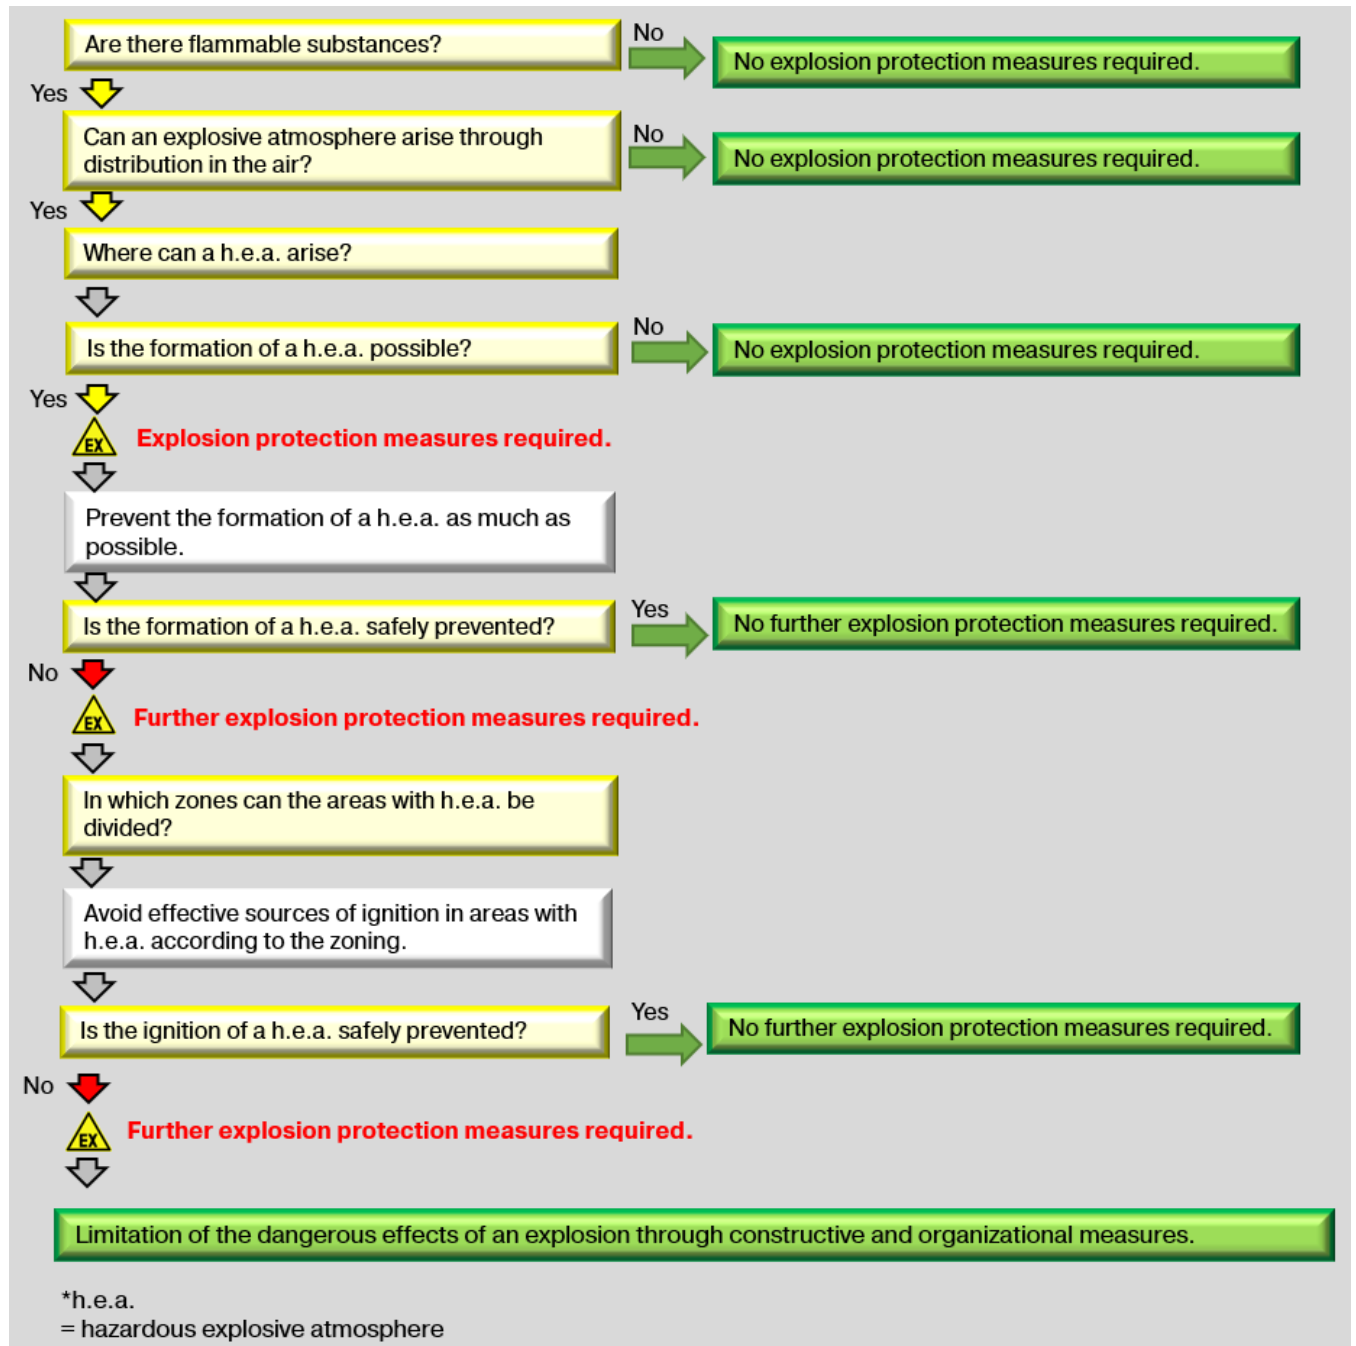 Are there flammable substances?
No
No explosion protection measures required.
Yes
Can an explosive atmosphere arise through
distribution in the air?
No
No explosion protection measures required.
Yes
Where can a h.e.a. arise?
Is the formation of a h.e.a. possible?
No
No explosion protection measures required.
Yes
EX
Explosion protection measures required.
Prevent the formation of a h.e.a. as much as
possible.
Is the formation of a h.e.a. safely prevented?
Yes
No further explosion protection measures required.
No
EX
Further explosion protection measures required.
In which zones can the areas with h.e.a. be
divided?
Avoid effective sources of ignition in areas with
h.e.a. according to the zoning.
Is the ignition of a h.e.a. safely prevented?
Yes
No further explosion protection measures required.
No
EX
Further explosion protection measures required.
Limitation of the dangerous effects of an explosion through constructive and organizational measures.
*h.e.a.
= hazardous explosive atmosphere